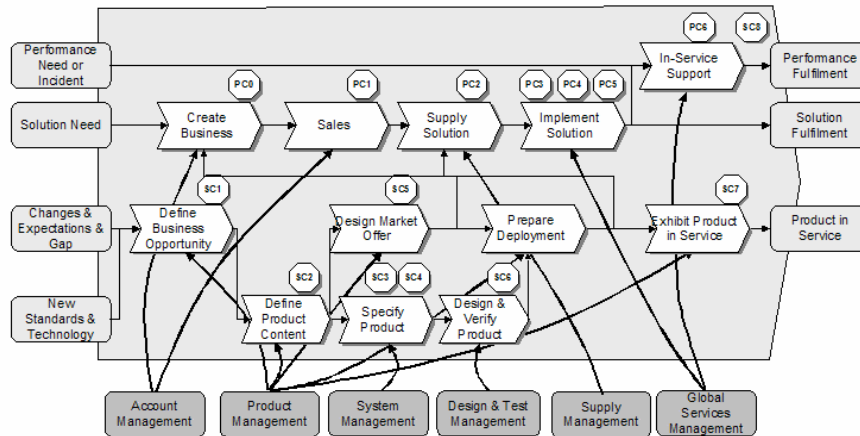 PC6
SC8
Performance
Need or
Incident
In-Service
Support
Performance
Fulfilment
PC0
PC1
PC2
PC3
PC4
PC5
Solution Need
Create
Business
Sales
Supply
Solution
Implement
Solution
Solution
Fulfilment
SC1
SC5
SC7
Changes &
Expectations &
Gap
Define
Business
Opportunity
Design Market
Offer
Prepare
Deployment
Exhibit Product
in Service
Product in
Service
SC2
SC3
SC4
SC6
New
Standards &
Technology
Define
Product
Content
Specify
Product
Design &
Verify
Product
Account
Management
Product
Management
System
Management
Design & Test
Management
Supply
Management
Global
Services
Management